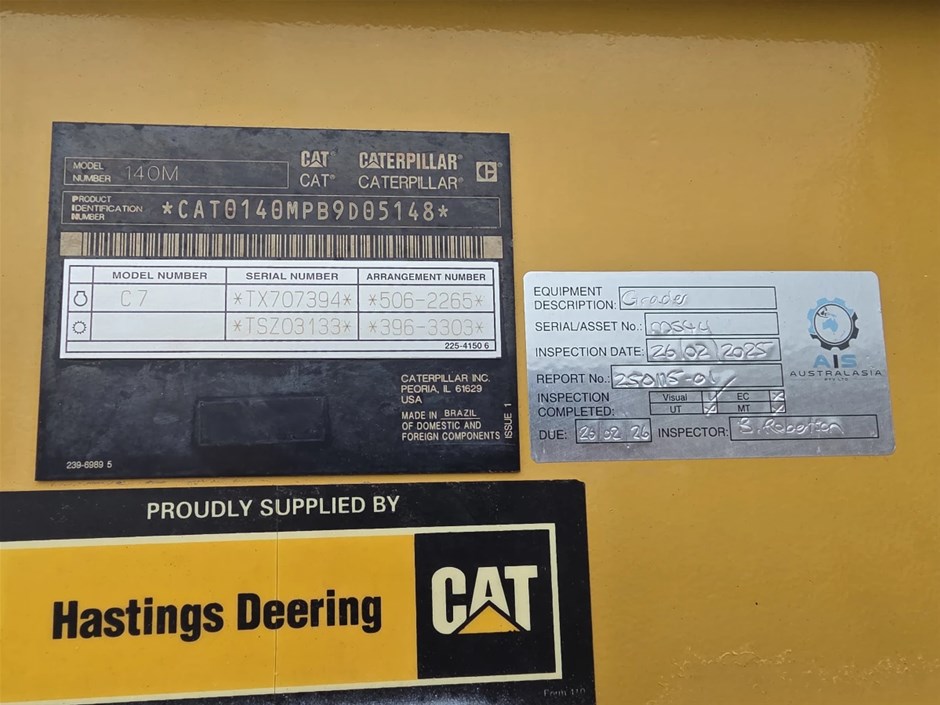 MODEL NUMBER 140M
CAT CATERPILLAR
CAT® CATERPILLAR®
PRODUCT IDENTIFICATION NUMBER *CAT0140MPB9D05148*
MODEL NUMBER SERIAL NUMBER ARRANGEMENT NUMBER
C7 *TX707394* *506-2265*
*TSZ03133* *396-3303*
225-4150 6
CATERPILLAR INC.
PEORIA, IL 61629
USA
MADE IN BRAZIL
OF DOMESTIC AND
FOREIGN COMPONENTS
ISSUE 1
239-6989 5
EQUIPMENT DESCRIPTION: Grader
SERIAL/ASSET No.:
INSPECTION DATE: 26/02/2025
REPORT No.:
INSPECTION COMPLETED: Visual EC
UT MT
DUE: 26/02/26 INSPECTOR: B. Robertson
AIS
AUSTRALASIA
PTY LTD
PROUDLY SUPPLIED BY
Hastings Deering
CAT